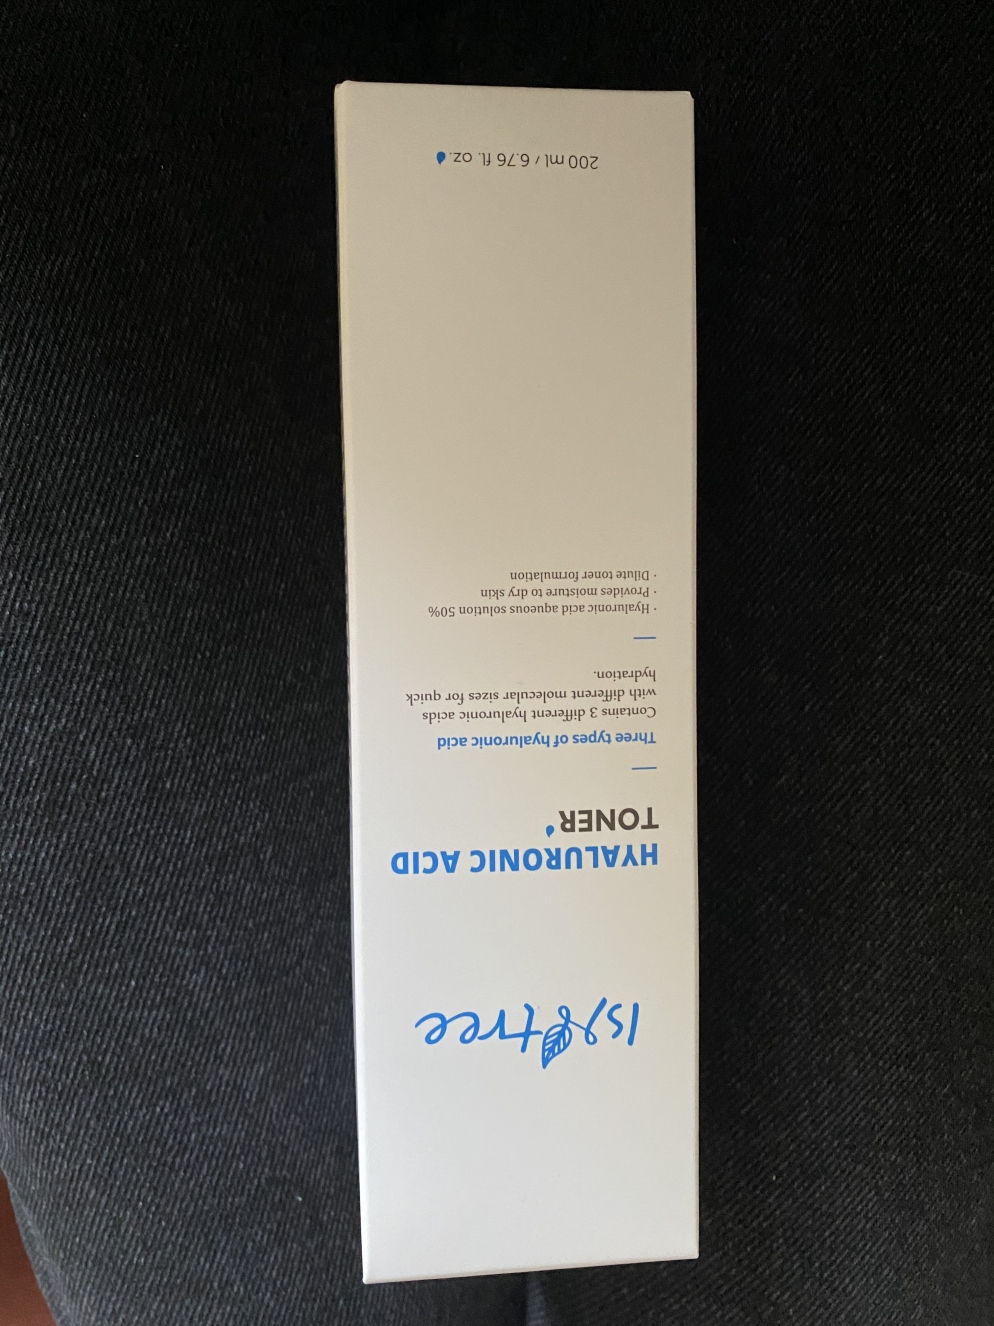 Isntree
HYALURONIC ACID
TONER
Three types of hyaluronic acid
Contains 3 different hyaluronic acids
with different molecular sizes for quick
hydration.
· Hyaluronic acid aqueous solution 50%
· Provides moisture to dry skin
· Dilute toner formulation
200 ml / 6.76 fl. oz.